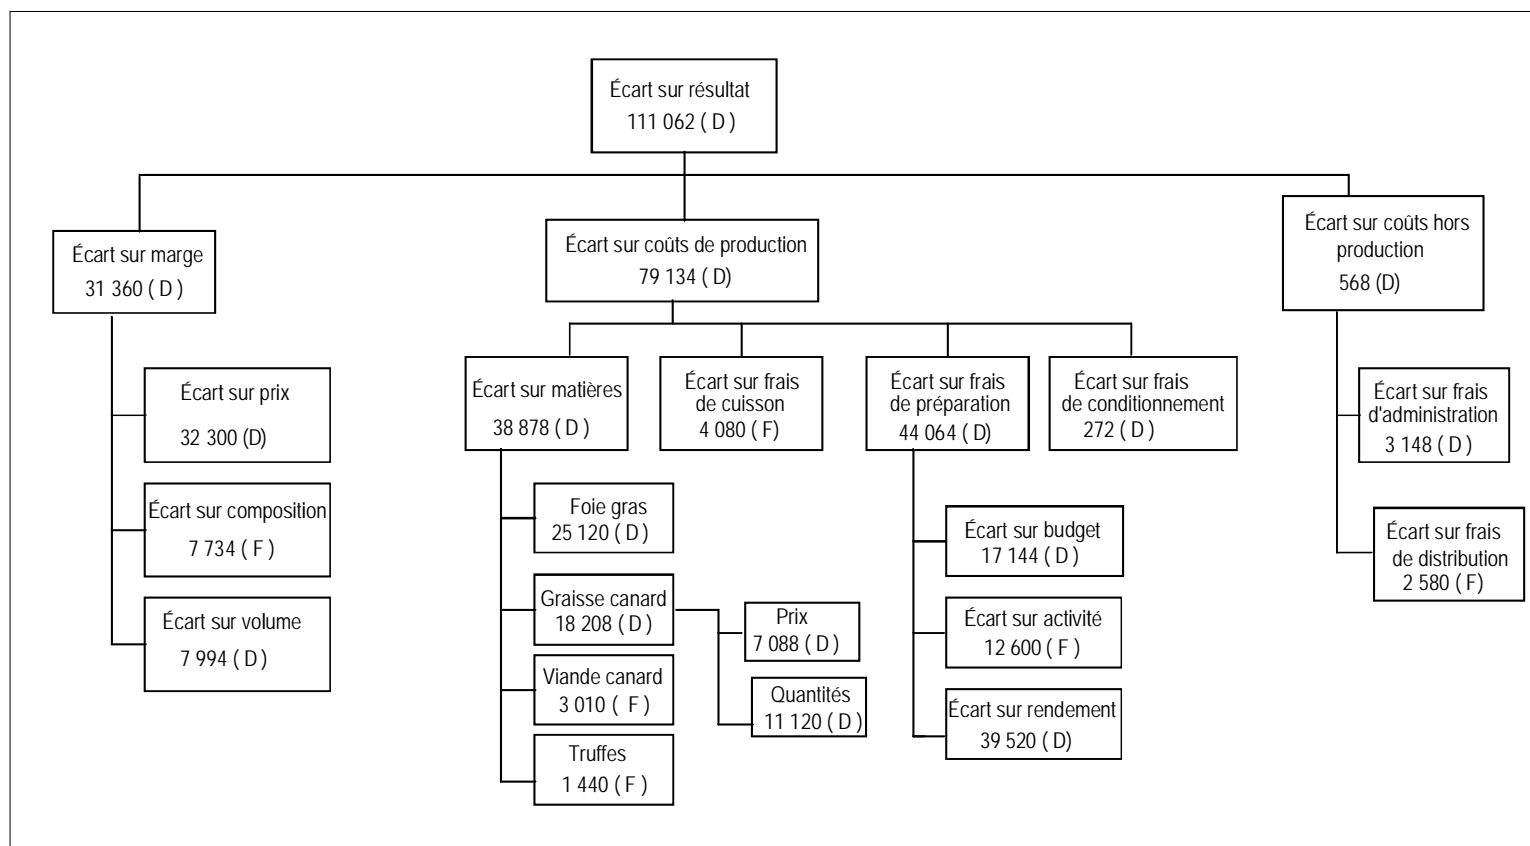 Écart sur résultat
111 062 ( D )
Écart sur marge
31 360 ( D )
Écart sur prix
32 300 (D)
Écart sur composition
7 734 ( F )
Écart sur volume
7 994 ( D )
Écart sur coûts de production
79 134 ( D)
Écart sur matières
38 878 ( D )
Foie gras
25 120 ( D )
Graisse canard
18 208 ( D )
Prix
7 088 ( D )
Quantités
11 120 ( D )
Viande canard
3 010 ( F )
Truffes
1 440 ( F )
Écart sur frais
de cuisson
4 080 ( F )
Écart sur frais
de préparation
44 064 ( D)
Écart sur budget
17 144 ( D )
Écart sur activité
12 600 ( F )
Écart sur rendement
39 520 ( D)
Écart sur frais
de conditionnement
272 ( D )
Écart sur coûts hors
production
568 (D)
Écart sur frais
d'administration
3 148 ( D )
Écart sur frais
de distribution
2 580 ( F)